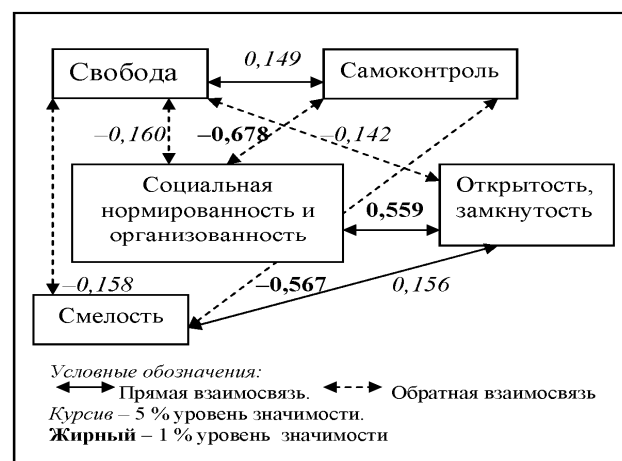 0,149
Свобода
Самоконтроль
–0,160
–0,678
–0,142
Социальная
нормированность и
организованность
Открытость,
замкнутость
0,559
–0,158
–0,567
0,156
Смелость
Условные обозначения:
Прямая взаимосвязь. Обратная взаимосвязь
Курсив – 5 % уровень значимости.
Жирный – 1 % уровень значимости